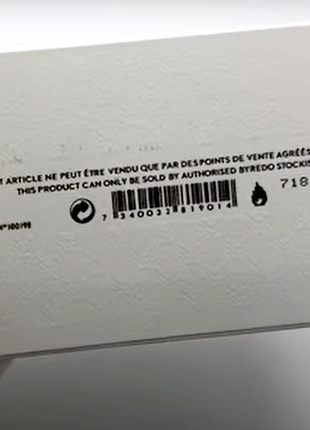 ARTICLE NE PEUT ÊTRE VENDU QUE PAR DES POINTS DE VENTE AGRÉÉS
THIS PRODUCT CAN ONLY BE SOLD BY AUTHORISED BYREDO STOCKIS
718
7 340032 819014
N°100198